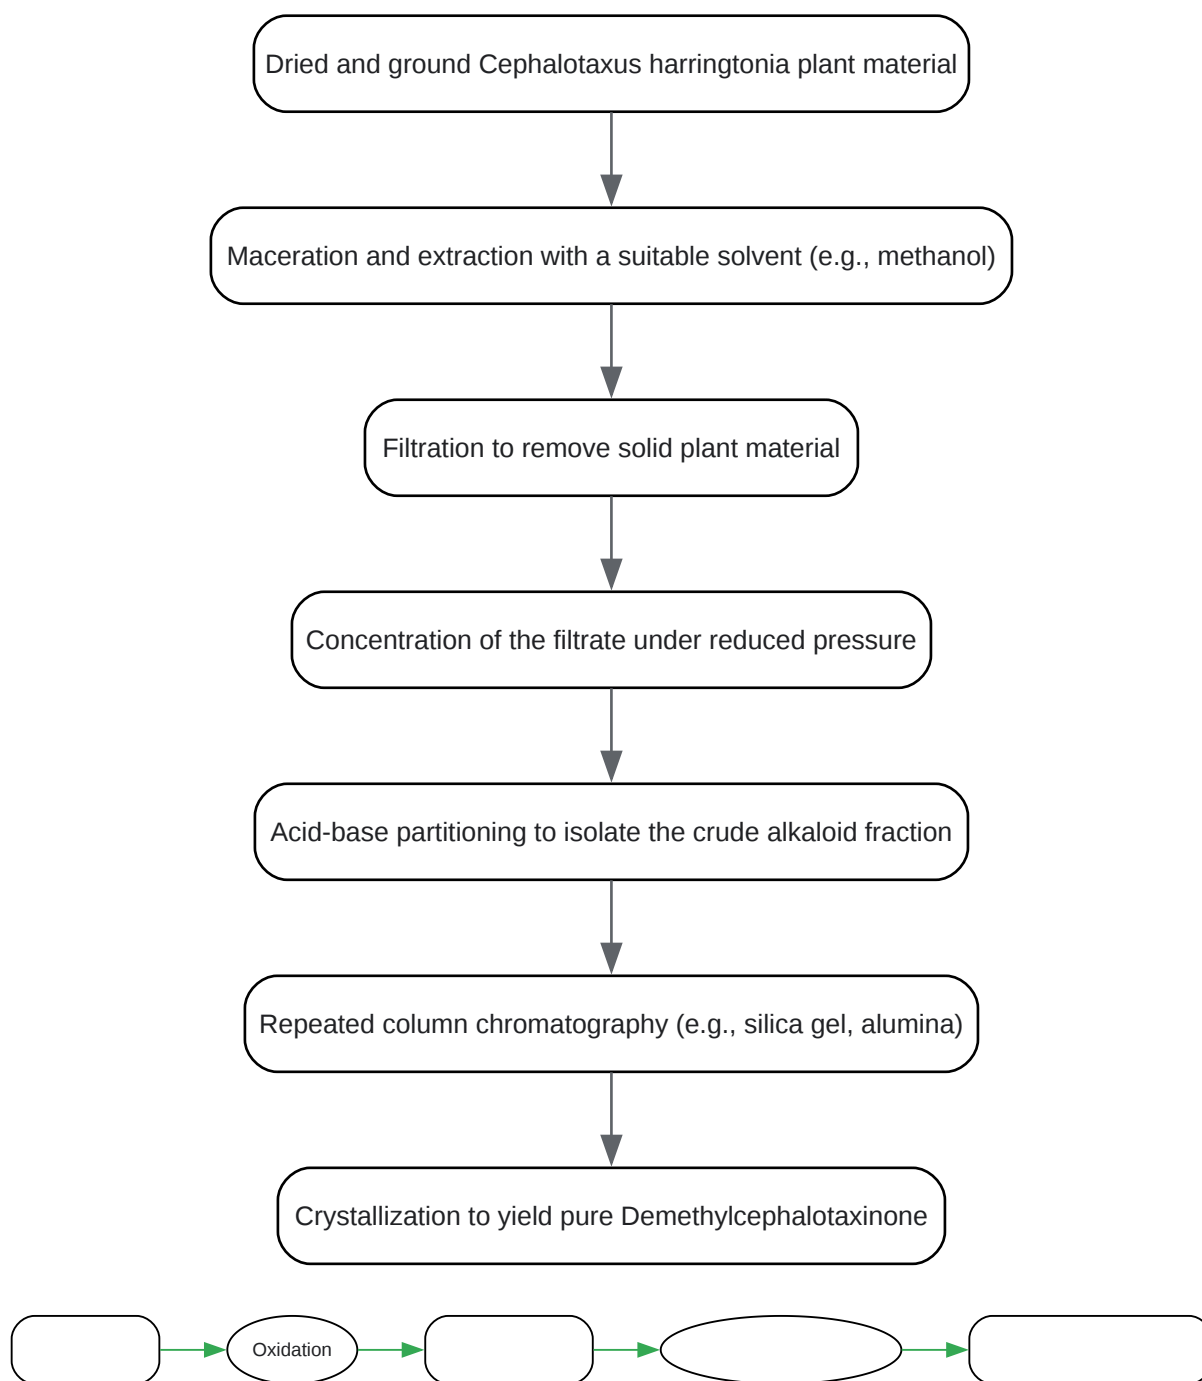 Dried and ground Cephalotaxus harringtonia plant material
Maceration and extraction with a suitable solvent (e.g., methanol)
Filtration to remove solid plant material
Concentration of the filtrate under reduced pressure
Acid-base partitioning to isolate the crude alkaloid fraction
Repeated column chromatography (e.g., silica gel, alumina)
Crystallization to yield pure Demethylcephalotaxinone
Oxidation